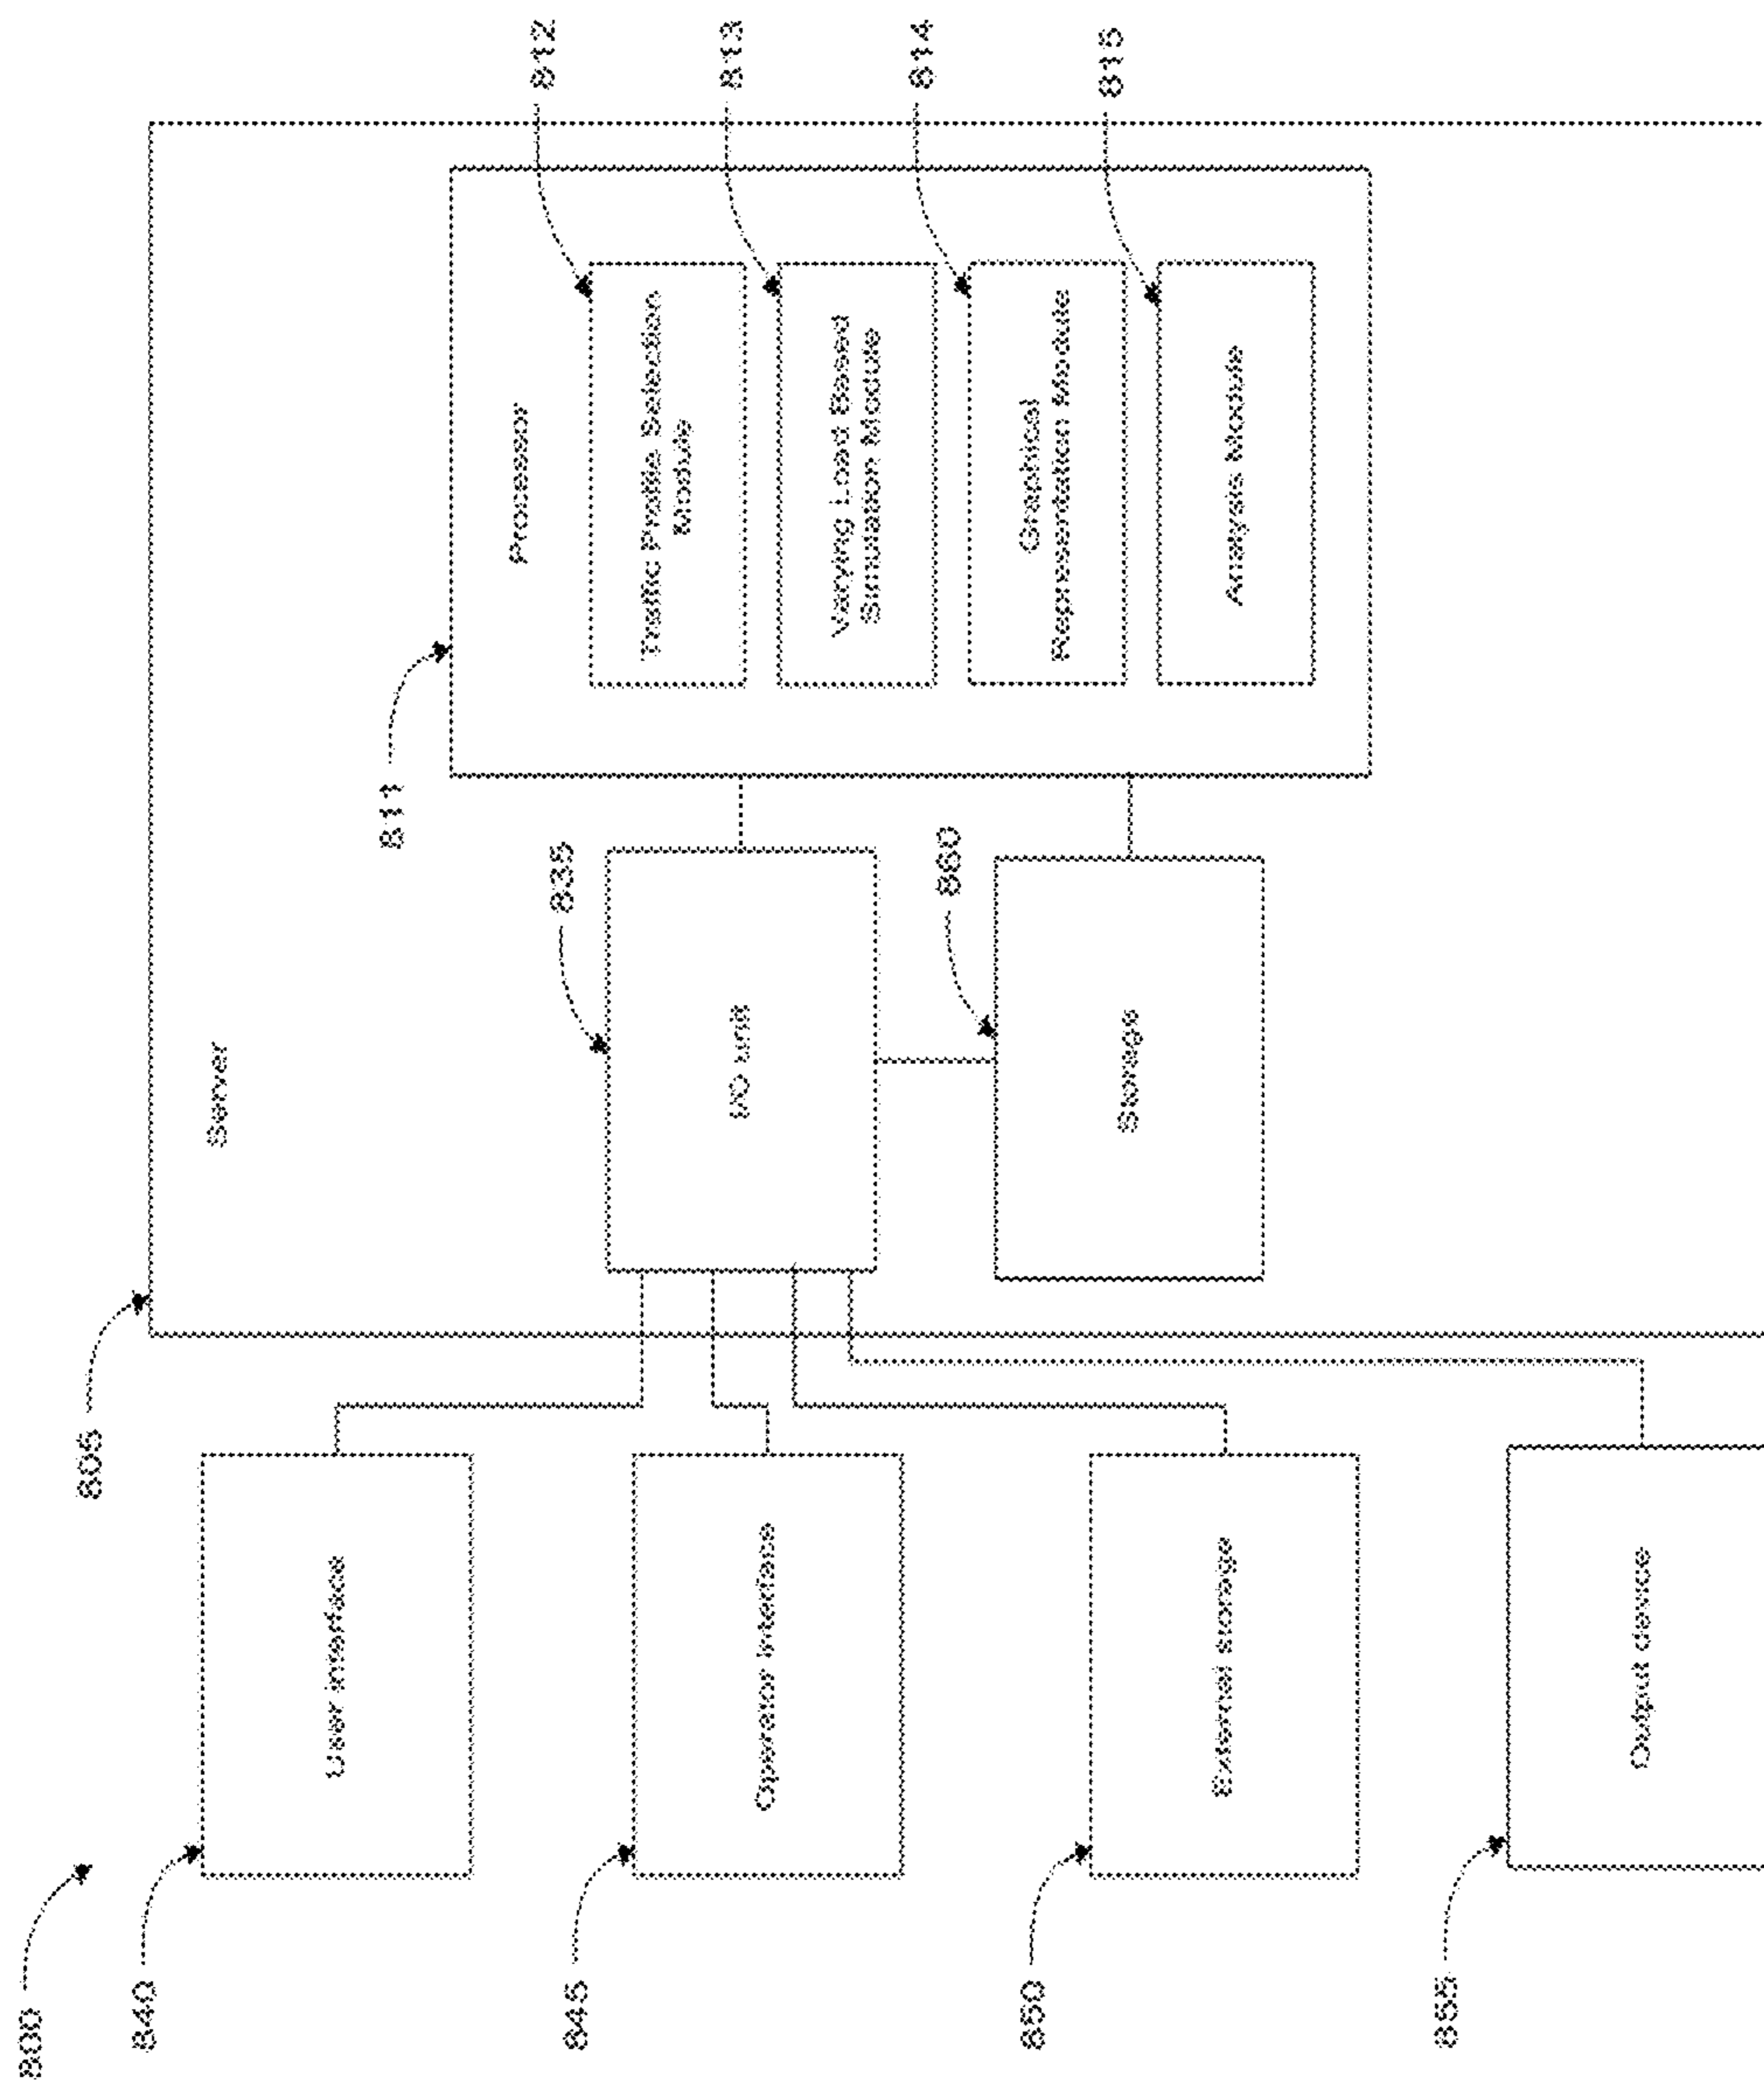 800
805
Server
840
User interface
845
Operator Interface
850
External storage
855
Output device
835
I/O unit
860
Storage
811
Processor
812
Traffic Profile Selection
Module
813
Varying Load Based
Simulation Module
814
Graphical
Representation Module
815
Analysis Module